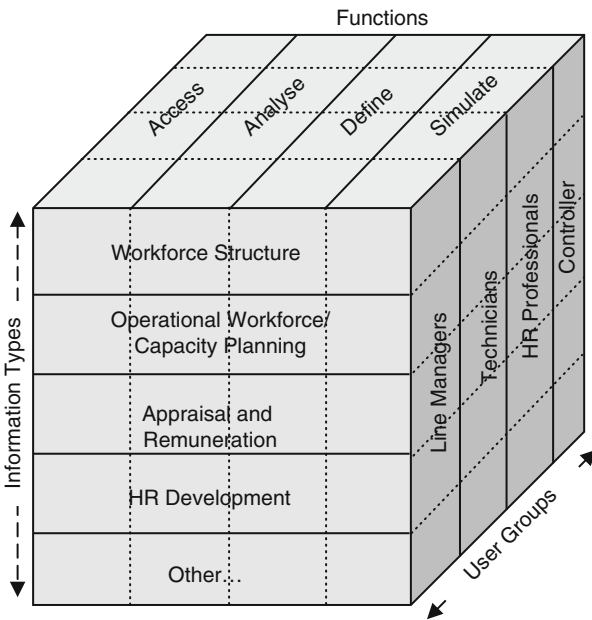 Functions
Access
Analyse
Define
Simulate
Information Types
Workforce Structure
Operational Workforce/
Capacity Planning
Appraisal and
Remuneration
HR Development
Other…
Line Managers
Technicians
HR Professionals
Controller
User Groups